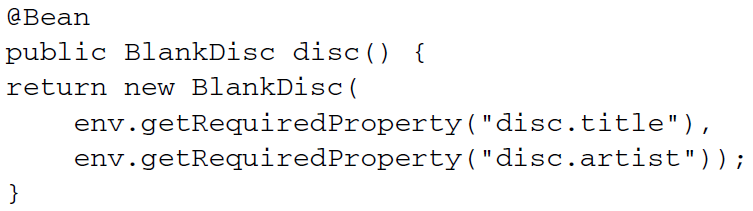 @Bean
public BlankDisc disc() {
return new BlankDisc(
    env.getRequiredProperty("disc.title"),
    env.getRequiredProperty("disc.artist"));
}